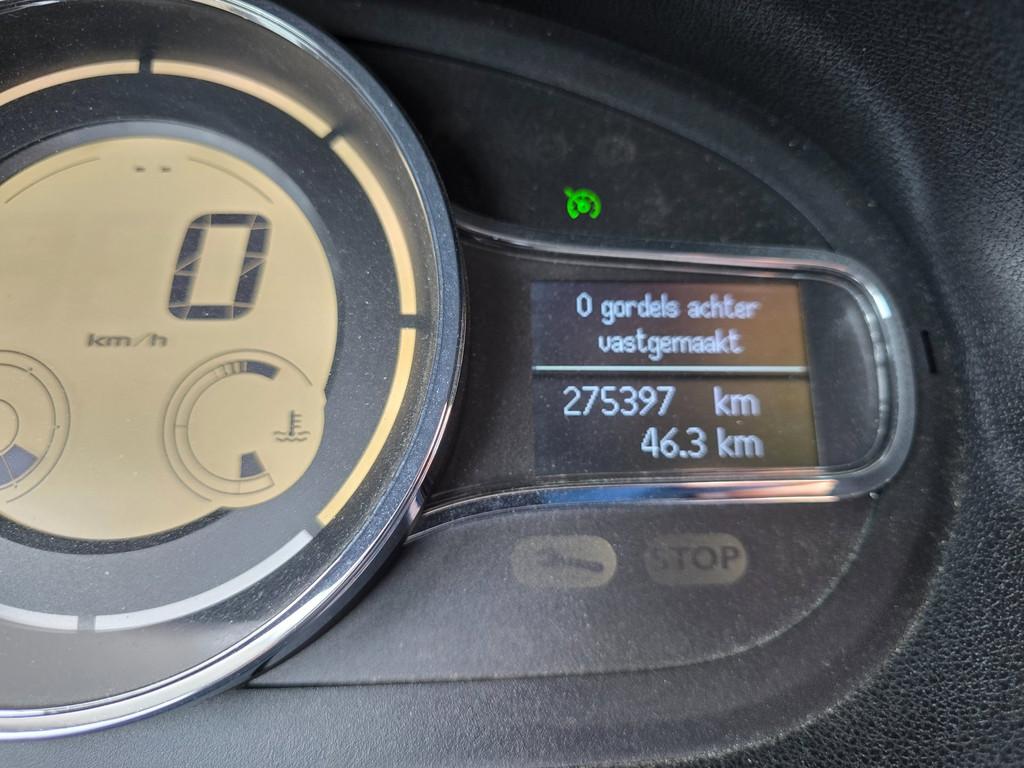 0
km/h
0 gordels achter
vastgemaakt
275397 km
46.3 km
STOP